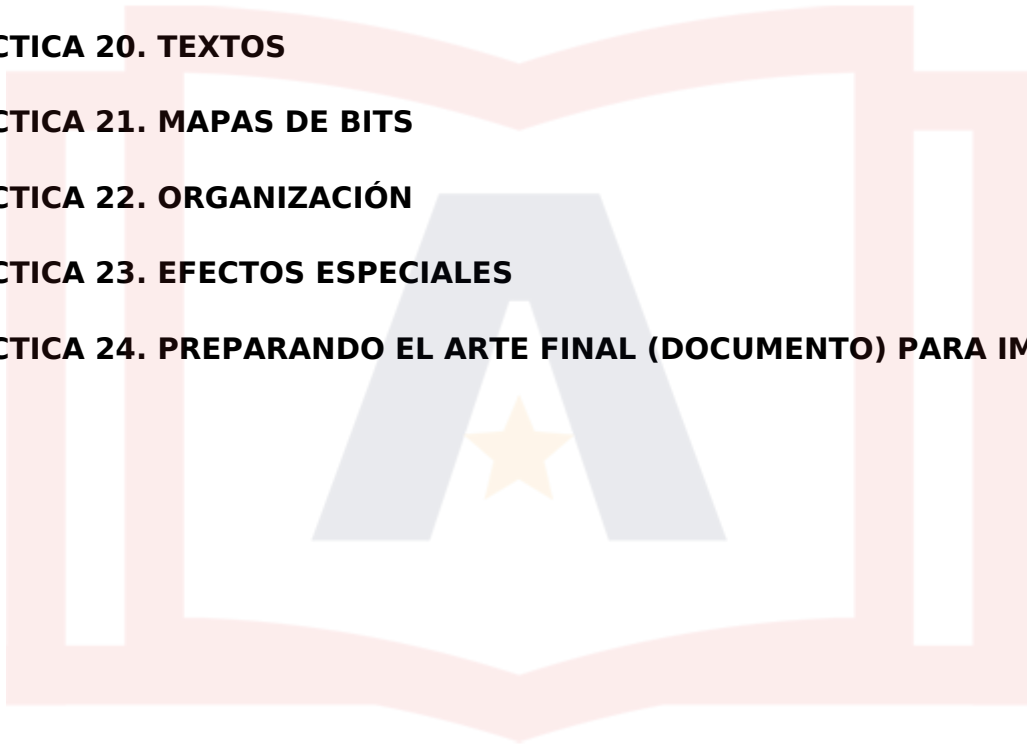 CTICA 20. TEXTOS
CTICA 21. MAPAS DE BITS
CTICA 22. ORGANIZACIÓN
CTICA 23. EFECTOS ESPECIALES
CTICA 24. PREPARANDO EL ARTE FINAL (DOCUMENTO) PARA IM